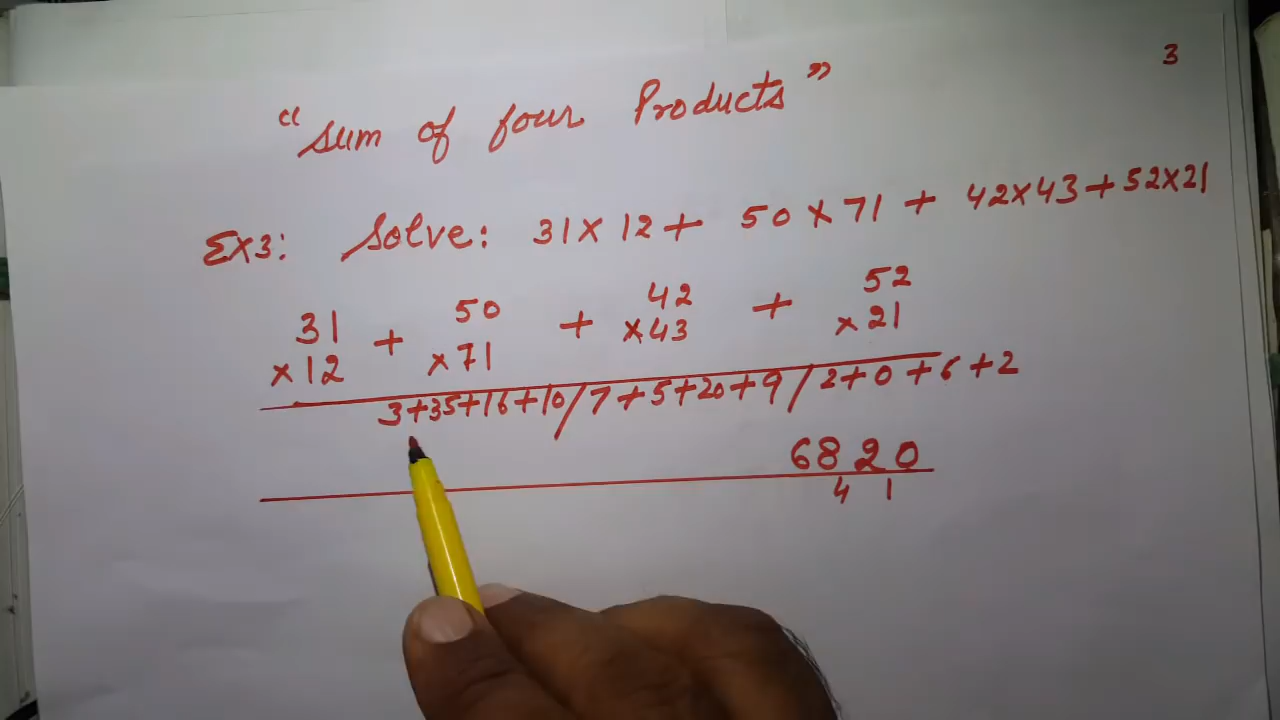 3
"Sum of four Products"
Ex3: Solve: 31×12+ 50×71 + 42×43+52×21
31 + 50 + 42 + 52
×12 ×71 ×43 ×21
3+35+16+10/7+5+20+9/2+0+6+2
6820
4 1